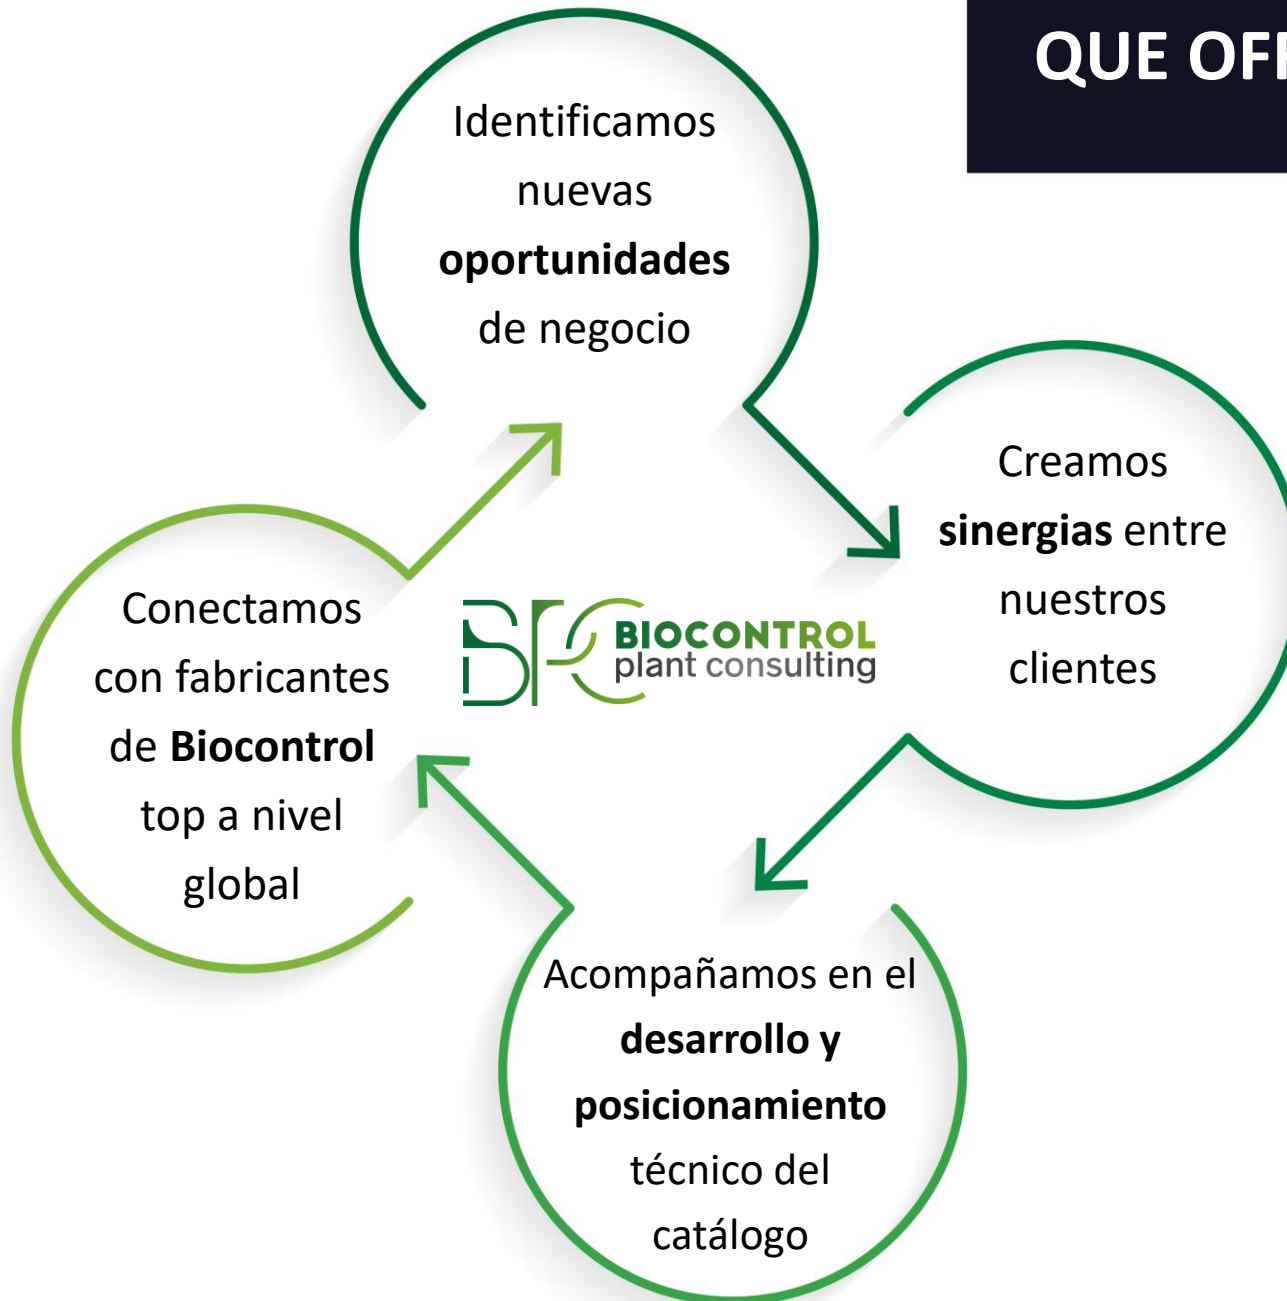 QUE OF
Identificamos
nuevas
oportunidades
de negocio
Creamos
sinergias entre
nuestros
clientes
Conectamos
con fabricantes
de Biocontrol
top a nivel
global
BPC BIOCONTROL
plant consulting
Acompañamos en el
desarrollo y
posicionamiento
técnico del
catálogo